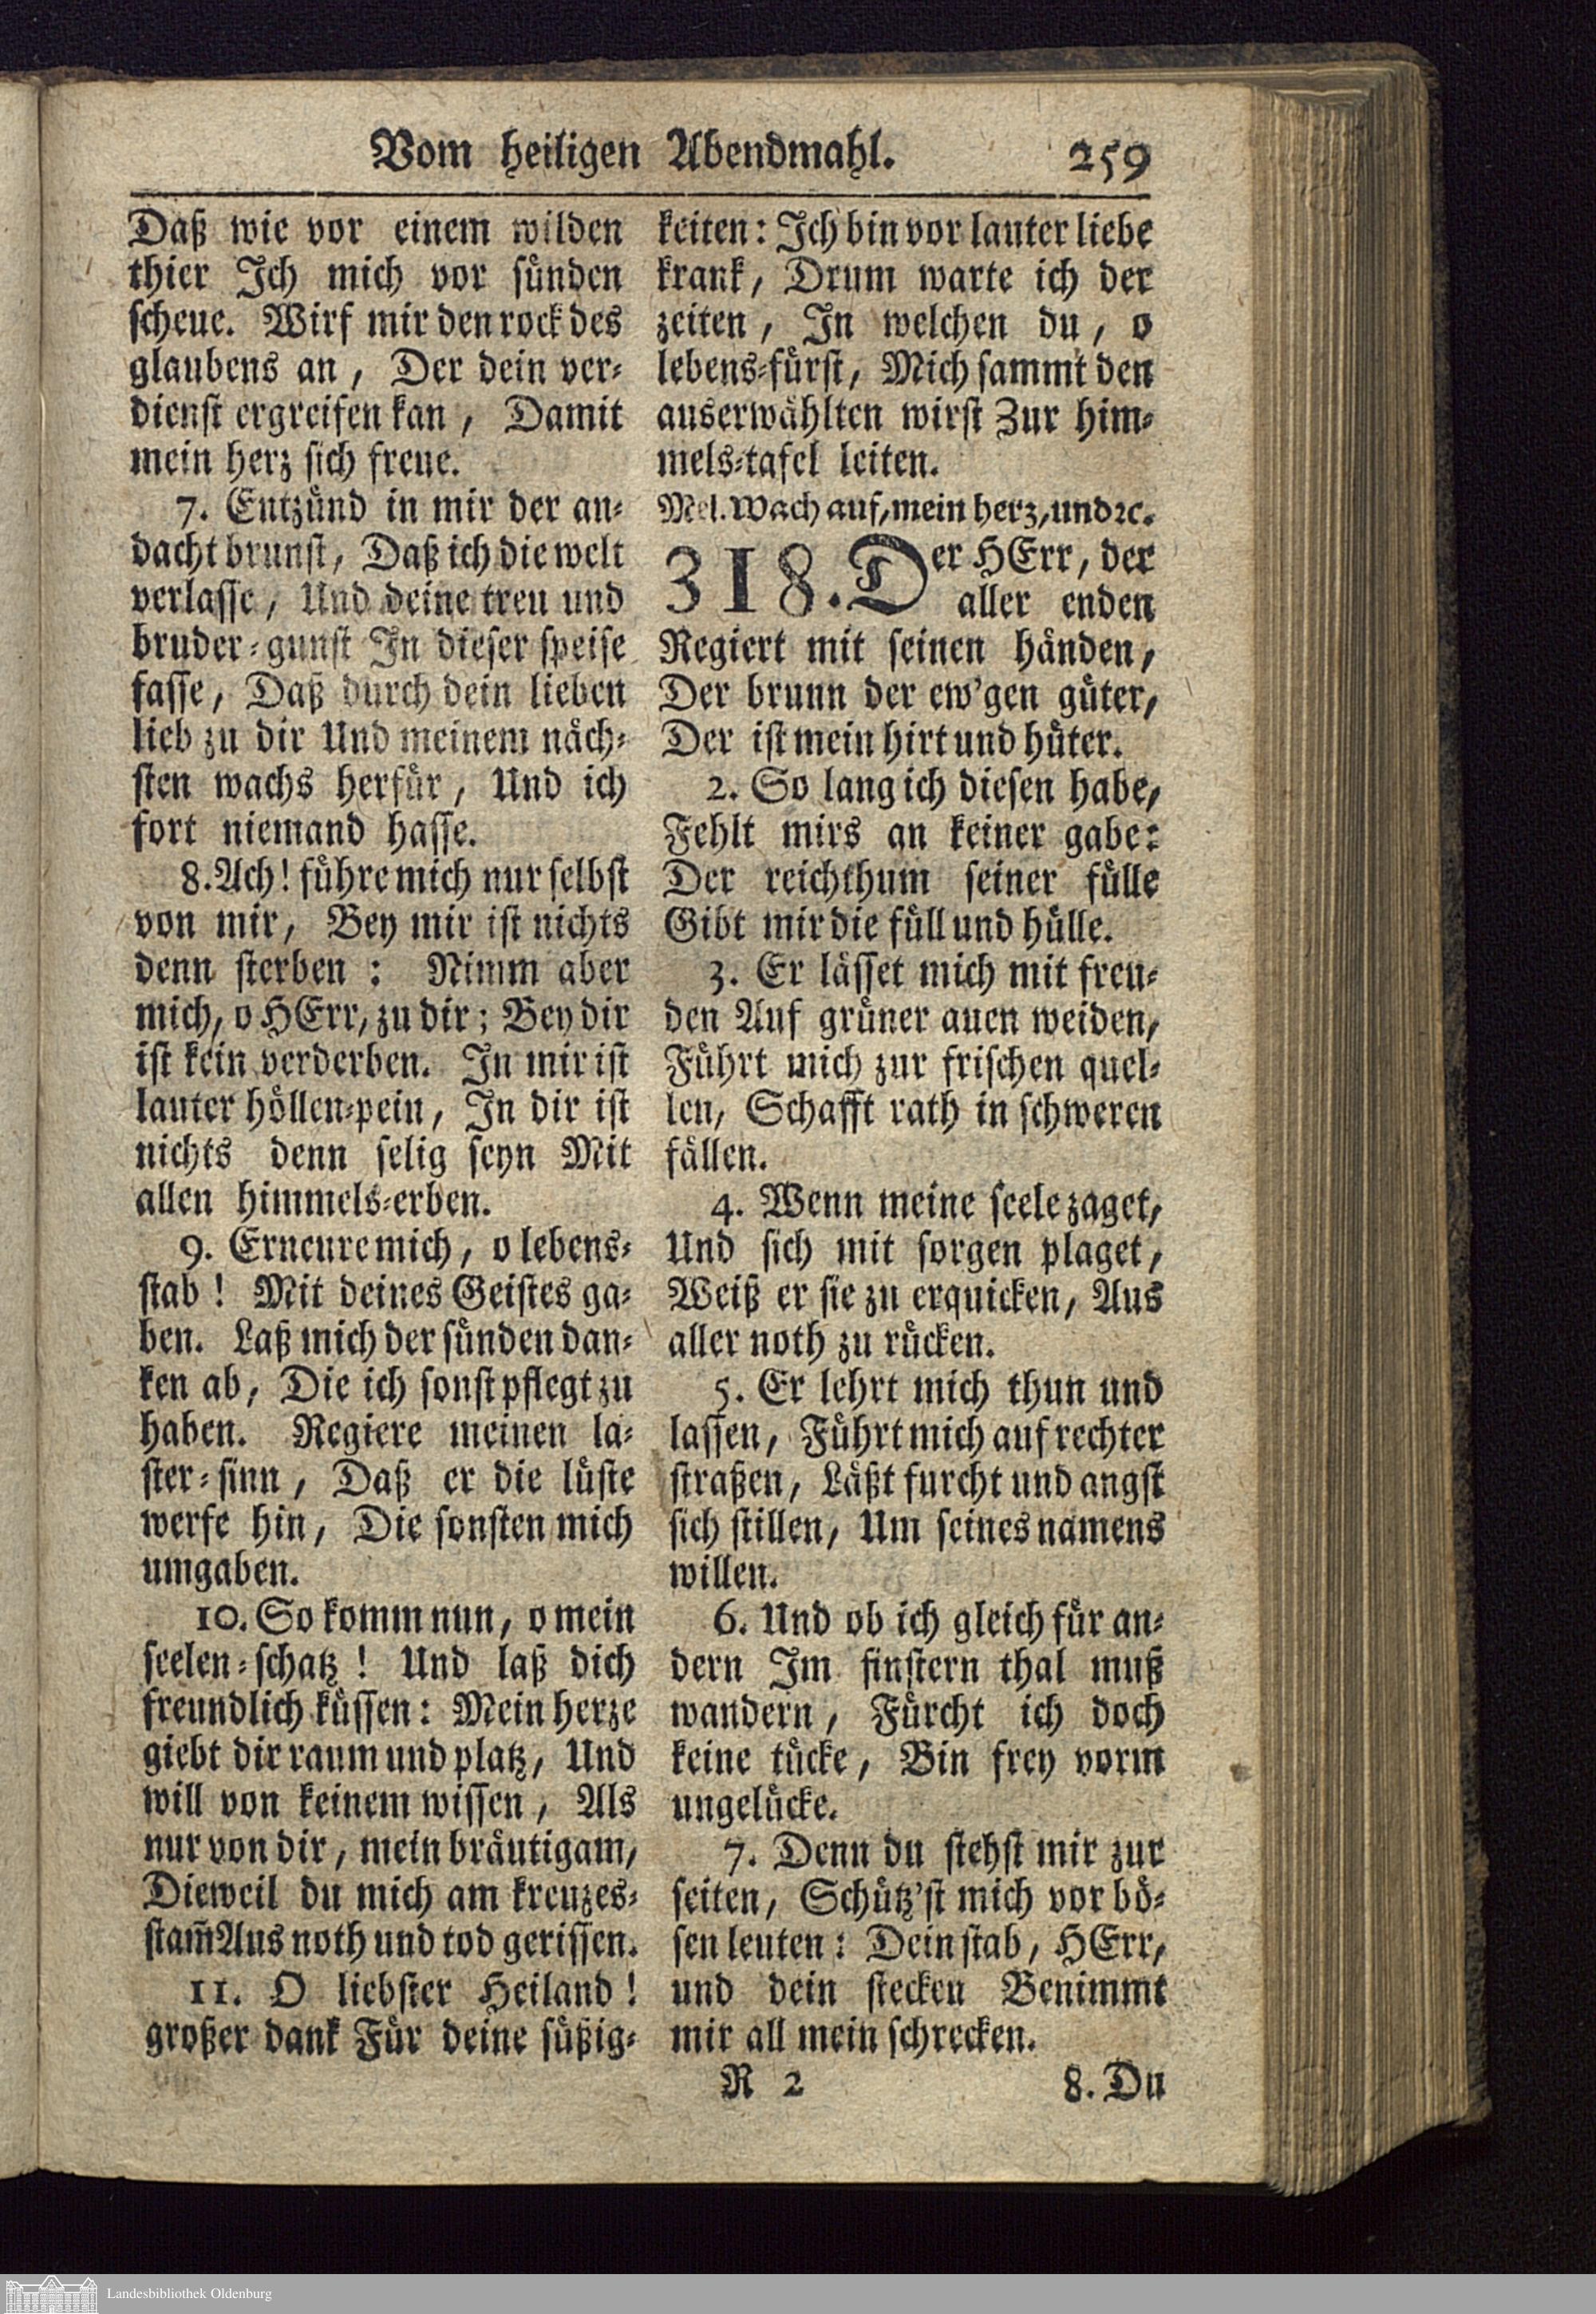 Vom heiligen Abendmahl. 259
Daß wie vor einem wilden
thier Ich mich vor sünden
scheue. Wirf mir den rock des
glaubens an, Der dein ver-
dienst ergreifen kan, Damit
mein herz sich freue.
7. Entzünd in mir der an-
dacht brunst, Daß ich die welt
verlasse, Und deine treu und
bruder-gunst In dieser speise
fasse, Daß durch dein lieben
lieb zu dir Und meinem näch-
sten wachs herfür, Und ich
fort niemand hasse.
8. Ach! führe mich nur selbst
von mir, Bey mir ist nichts
denn sterben: Nimm aber
mich, o HErr, zu dir; Bey dir
ist kein verderben. In mir ist
lauter höllen-pein, In dir ist
nichts denn selig seyn Mit
allen himmels-erben.
9. Erneure mich, o lebens-
stab! Mit deines Geistes ga-
ben. Laß mich der sünden dan-
ken ab, Die ich sonst pflegt zu
haben. Regiere meinen la-
ster-sinn, Daß er die lüste
werfe hin, Die sonsten mich
umgaben.
10. So komm nun, o mein
seelen-schatz! Und laß dich
freundlich küssen: Mein herze
giebt dir raum und platz, Und
will von keinem wissen, Als
nur von dir, mein bräutigam,
Dieweil du mich am kreuzes-
stam̄ Aus noth und tod gerissen.
11. O liebster Heiland!
großer dank Für deine süßig-
keiten: Ich bin vor lauter liebe
krank, Drum warte ich der
zeiten, In welchen du, o
lebens-fürst, Mich sammt den
auserwählten wirst Zur him-
mels-tafel leiten.
Mel. Wach auf, mein herz, und ꝛc.
318. Der HErr, der
aller enden
Regiert mit seinen händen,
Der brunn der ew'gen güter,
Der ist mein hirt und hüter.
2. So lang ich diesen habe,
Fehlt mirs an keiner gabe:
Der reichthum seiner fülle
Gibt mir die füll und hülle.
3. Er lässet mich mit freu-
den Auf grüner auen weiden,
Führt mich zur frischen quel-
len, Schafft rath in schweren
fällen.
4. Wenn meine seele zaget,
Und sich mit sorgen plaget,
Weiß er sie zu erquicken, Aus
aller noth zu rücken.
5. Er lehrt mich thun und
lassen, Führt mich auf rechter
straßen, Läßt furcht und angst
sich stillen, Um seines namens
willen.
6. Und ob ich gleich für an-
dern Im finstern thal muß
wandern, Fürcht ich doch
keine tücke, Bin frey vorm
ungelücke.
7. Denn du stehst mir zur
seiten, Schütz'st mich vor bö-
sen leuten: Dein stab, HErr,
und dein stecken Benimmt
mir all mein schrecken.
R 2 8. Du
Landesbibliothek Oldenburg